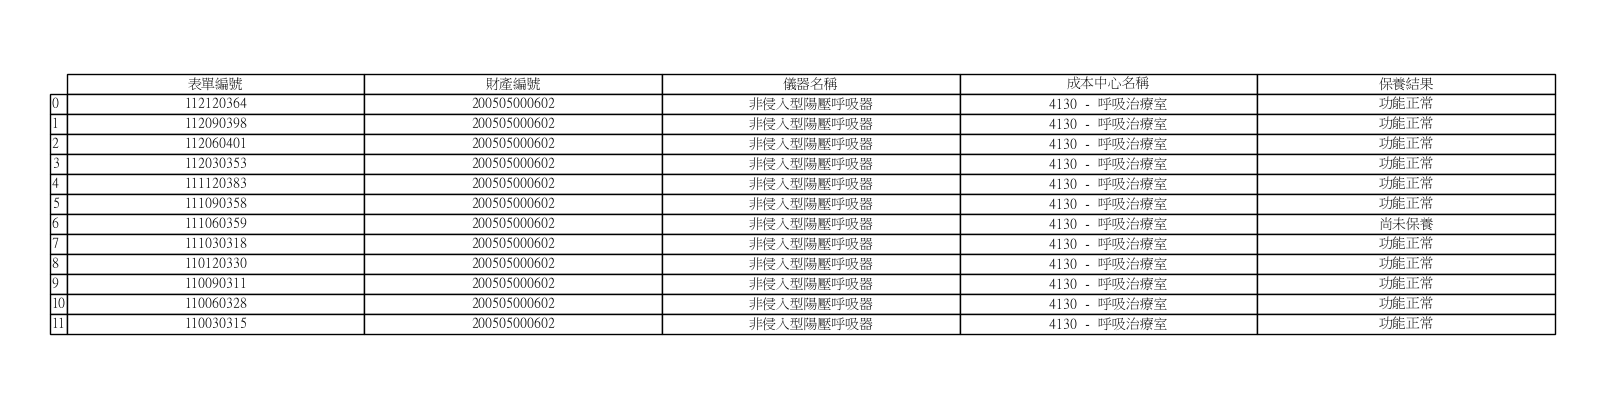 表單編號 財產編號 儀器名稱 成本中心名稱 保養結果
0 112120364 200505000602 非侵入型陽壓呼吸器 4130 - 呼吸治療室 功能正常
1 112090398 200505000602 非侵入型陽壓呼吸器 4130 - 呼吸治療室 功能正常
2 112060401 200505000602 非侵入型陽壓呼吸器 4130 - 呼吸治療室 功能正常
3 112030353 200505000602 非侵入型陽壓呼吸器 4130 - 呼吸治療室 功能正常
4 111120383 200505000602 非侵入型陽壓呼吸器 4130 - 呼吸治療室 功能正常
5 111090358 200505000602 非侵入型陽壓呼吸器 4130 - 呼吸治療室 功能正常
6 111060359 200505000602 非侵入型陽壓呼吸器 4130 - 呼吸治療室 尚未保養
7 111030318 200505000602 非侵入型陽壓呼吸器 4130 - 呼吸治療室 功能正常
8 110120330 200505000602 非侵入型陽壓呼吸器 4130 - 呼吸治療室 功能正常
9 110090311 200505000602 非侵入型陽壓呼吸器 4130 - 呼吸治療室 功能正常
10 110060328 200505000602 非侵入型陽壓呼吸器 4130 - 呼吸治療室 功能正常
11 110030315 200505000602 非侵入型陽壓呼吸器 4130 - 呼吸治療室 功能正常